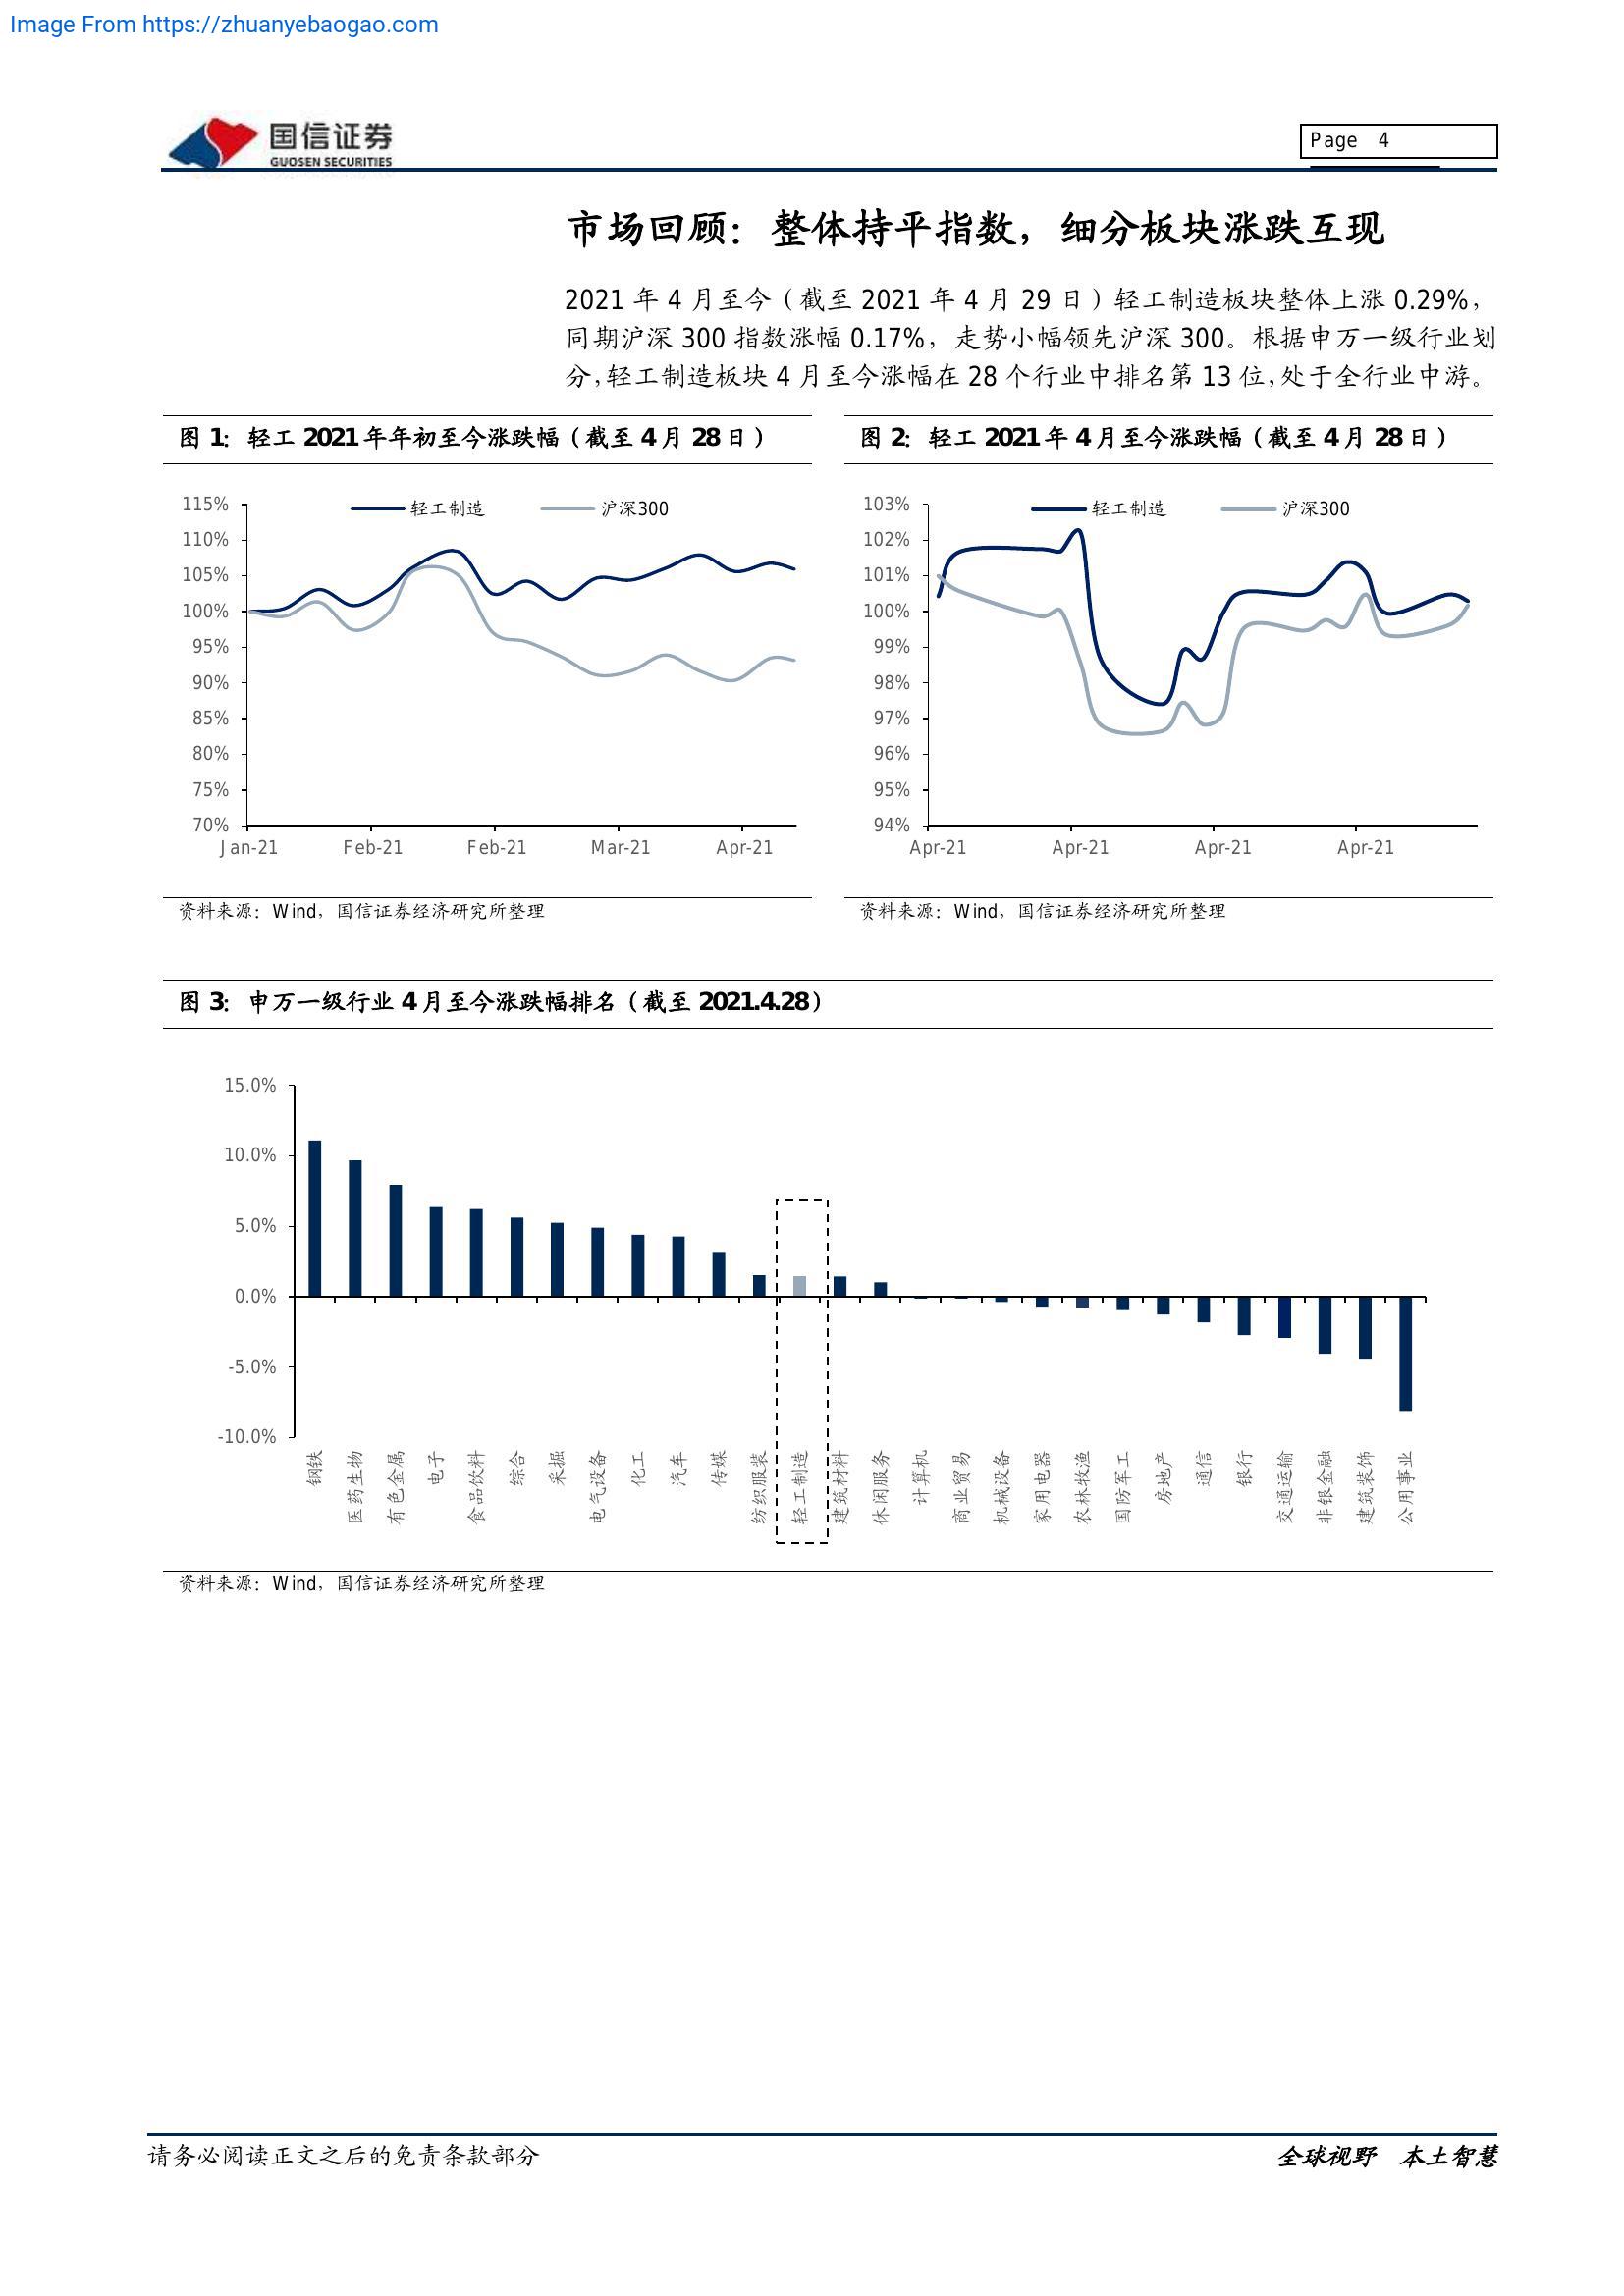 Image From https://zhuanyebaogao.com
国信证券
GUOSEN SECURITIES
Page 4
市场回顾：整体持平指数，细分板块涨跌互现
2021 年 4 月至今（截至 2021 年 4 月 29 日）轻工制造板块整体上涨 0.29%，
同期沪深 300 指数涨幅 0.17%，走势小幅领先沪深 300。根据申万一级行业划
分，轻工制造板块 4 月至今涨幅在 28 个行业中排名第 13 位，处于全行业中游。
图 1：轻工 2021 年年初至今涨跌幅（截至 4 月 28 日）
轻工制造 沪深300
115%
110%
105%
100%
95%
90%
85%
80%
75%
70%
Jan-21 Feb-21 Feb-21 Mar-21 Apr-21
资料来源：Wind，国信证券经济研究所整理
图 2：轻工 2021 年 4 月至今涨跌幅（截至 4 月 28 日）
轻工制造 沪深300
103%
102%
101%
100%
99%
98%
97%
96%
95%
94%
Apr-21 Apr-21 Apr-21 Apr-21
资料来源：Wind，国信证券经济研究所整理
图 3：申万一级行业 4 月至今涨跌幅排名（截至 2021.4.28）
15.0%
10.0%
5.0%
0.0%
-5.0%
-10.0%
钢铁
医药生物
有色金属
电子
食品饮料
综合
采掘
电气设备
化工
汽车
传媒
纺织服装
轻工制造
建筑材料
休闲服务
计算机
商业贸易
机械设备
家用电器
农林牧渔
国防军工
房地产
通信
银行
交通运输
非银金融
建筑装饰
公用事业
资料来源：Wind，国信证券经济研究所整理
请务必阅读正文之后的免责条款部分
全球视野 本土智慧